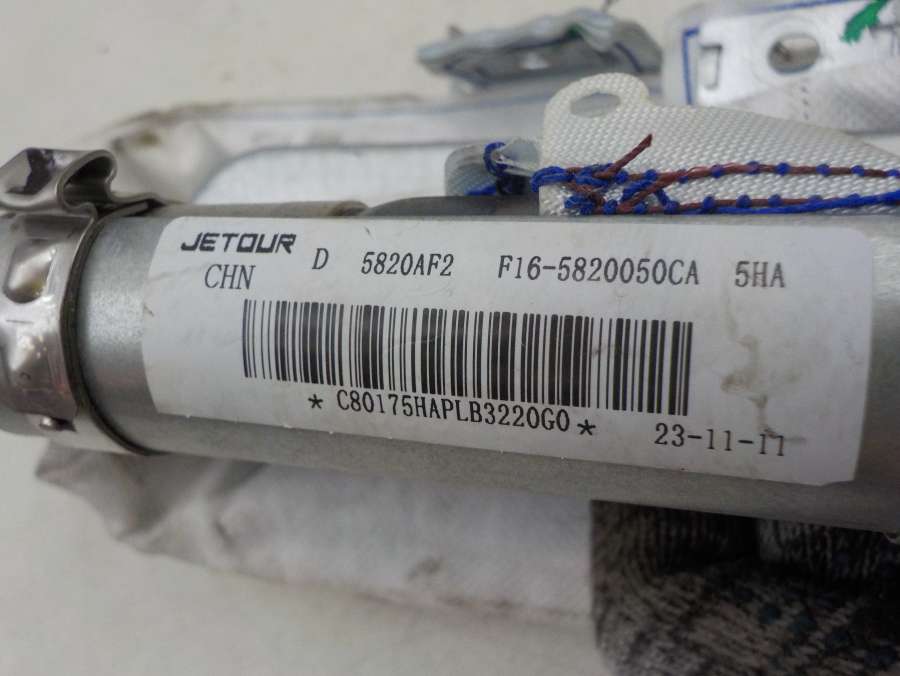 JETOUR D 5820AF2 F16-5820050CA 5HA
CHN
* C80175HAPLB3220G0 *
23-11-11